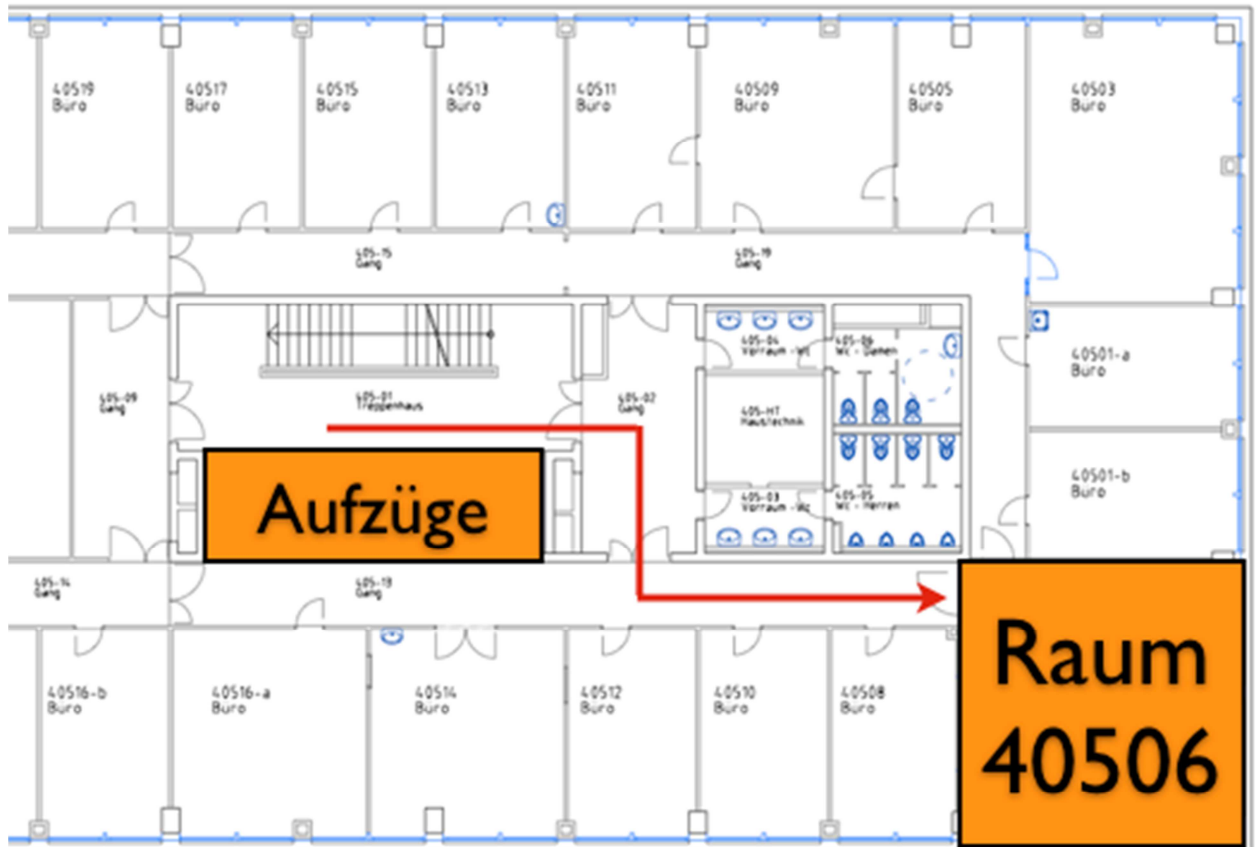 40519
Büro
40517
Büro
40515
Büro
40513
Büro
40511
Büro
40509
Büro
40505
Büro
40503
Büro
405-15
Gang
405-19
Gang
405-09
Gang
405-01
Treppenhaus
405-02
Gang
405-04
Vorraum -Wc
405-06
Wc - Damen
405-HT
Haustechnik
405-03
Vorraum -Wc
405-05
Wc - Herren
40501-a
Büro
40501-b
Büro
Aufzüge
405-14
Gang
405-13
Gang
40516-b
Büro
40516-a
Büro
40514
Büro
40512
Büro
40510
Büro
40508
Büro
Raum
40506